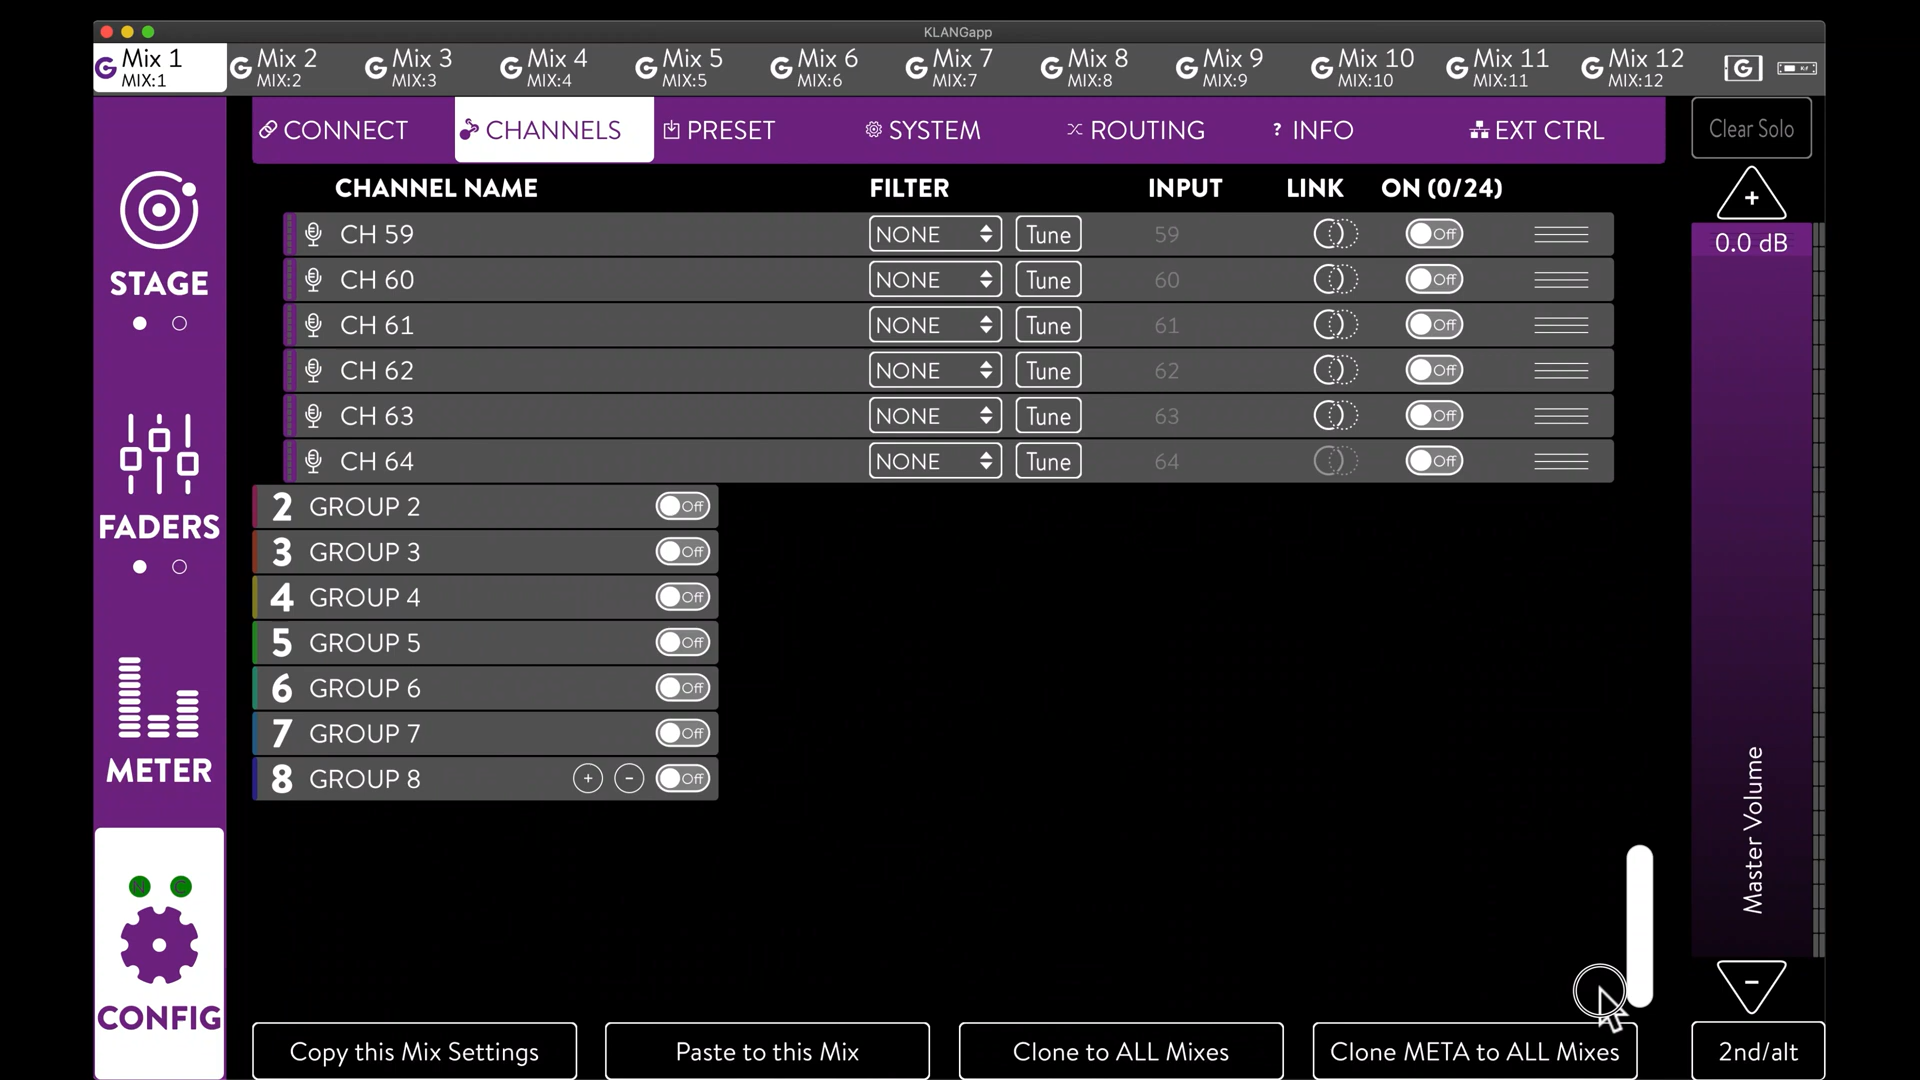 KLANGapp
Mix 1 Mix 2 Mix 3 Mix 4 Mix 5 Mix 6 Mix 7 Mix 8 Mix 9 Mix 10 Mix 11 Mix 12
MIX:1 MIX:2 MIX:3 MIX:4 MIX:5 MIX:6 MIX:7 MIX:8 MIX:9 MIX:10 MIX:11 MIX:12
CONNECT CHANNELS PRESET SYSTEM ROUTING ? INFO EXT CTRL Clear Solo
CHANNEL NAME FILTER INPUT LINK ON (0/24)
+
CH 59 NONE Tune 59 Off
0.0 dB
CH 60 NONE Tune 60 Off
STAGE
CH 61 NONE Tune 61 Off
CH 62 NONE Tune 62 Off
CH 63 NONE Tune 63 Off
CH 64 NONE Tune 64 Off
2 GROUP 2 Off
FADERS
3 GROUP 3 Off
4 GROUP 4 Off
5 GROUP 5 Off
6 GROUP 6 Off
7 GROUP 7 Off
METER
8 GROUP 8 + - Off
Master Volume
N C
-
CONFIG
Copy this Mix Settings Paste to this Mix Clone to ALL Mixes Clone META to ALL Mixes 2nd/alt